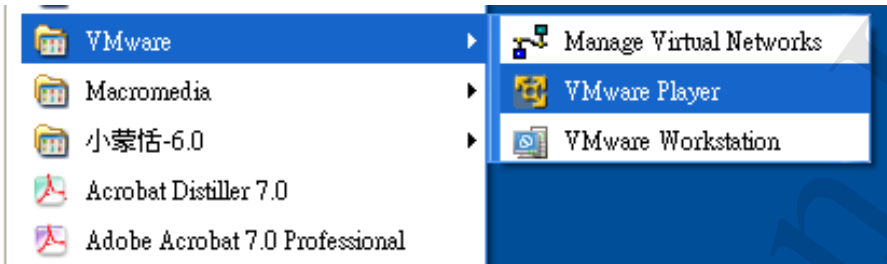 VMware
Macromedia
小蒙恬-6.0
Acrobat Distiller 7.0
Adobe Acrobat 7.0 Professional
Manage Virtual Networks
VMware Player
VMware Workstation